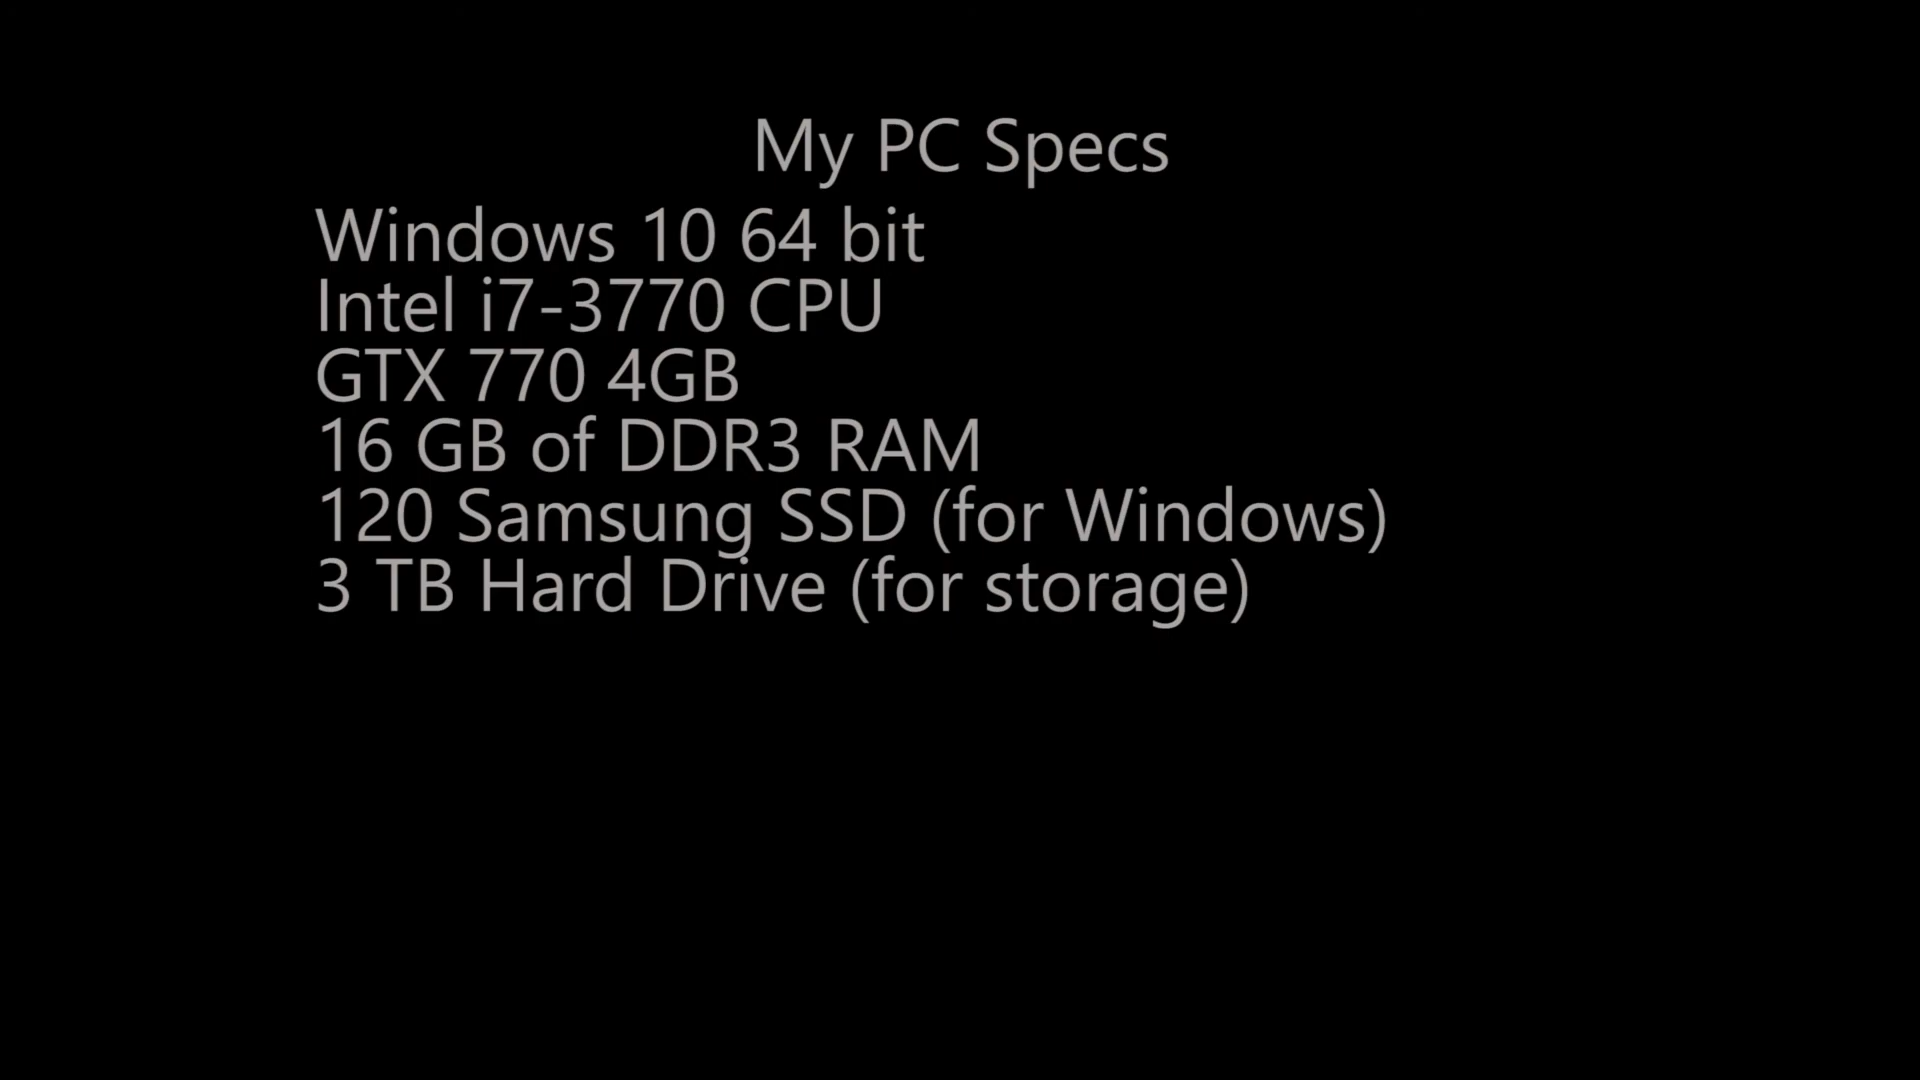 My PC Specs
Windows 10 64 bit
Intel i7-3770 CPU
GTX 770 4GB
16 GB of DDR3 RAM
120 Samsung SSD (for Windows)
3 TB Hard Drive (for storage)